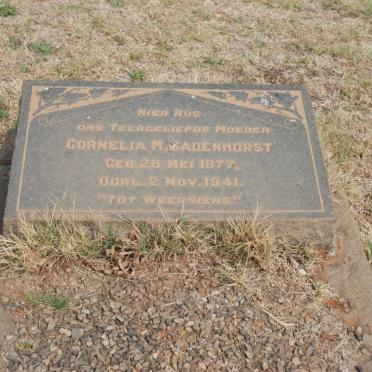 Hier Rus
ons Teergeliefde Moeder
Cornelia M. Badenhorst
Geb. 26 Mei 1877.
Oorl. 2 Nov. 1941.
"Tot Weersiens!"